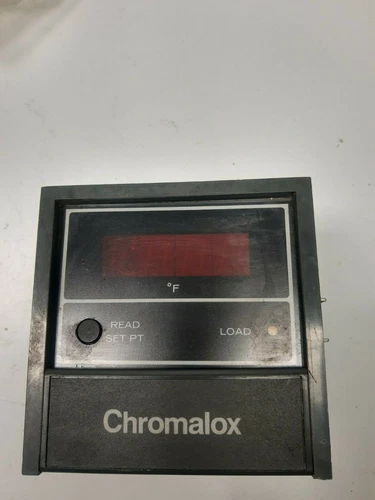 °F
READ
SET PT
LOAD
Chromalox